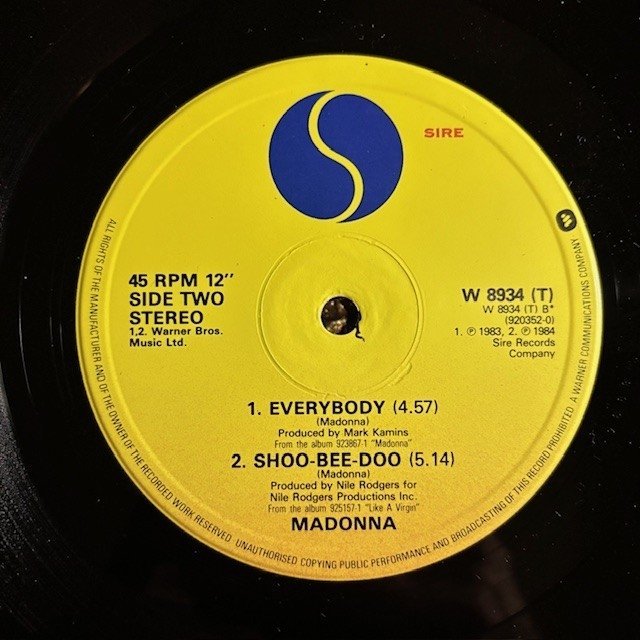 SIRE
45 RPM 12"
SIDE TWO
STEREO
1,2. Warner Bros.
Music Ltd.
W 8934 (T)
W 8934 (T) B*
(920352-0)
1. ℗ 1983, 2. ℗ 1984
Sire Records
Company
1. EVERYBODY (4.57)
(Madonna)
Produced by Mark Kamins
From the album 923867-1 "Madonna"
2. SHOO-BEE-DOO (5.14)
(Madonna)
Produced by Nile Rodgers for
Nile Rodgers Productions Inc.
From the album 925157-1 "Like A Virgin"
MADONNA
ALL RIGHTS OF THE MANUFACTURER AND OF THE OWNER OF THE RECORDED WORK RESERVED. UNAUTHORISED COPYING PUBLIC PERFORMANCE AND BROADCASTING OF THIS RECORD PROHIBITED. A WARNER COMMUNICATIONS COMPANY